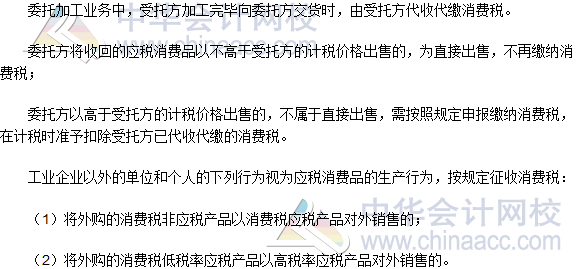 委托加工业务中，受托方加工完毕向委托方交货时，由受托方代收代缴消费税。
委托方将收回的应税消费品以不高于受托方的计税价格出售的，为直接出售，不再缴纳消
费税；
委托方以高于受托方的计税价格出售的，不属于直接出售，需按照规定申报缴纳消费税，
在计税时准予扣除受托方已代收代缴的消费税。
工业企业以外的单位和个人的下列行为视为应税消费品的生产行为，按规定征收消费税：
（1）将外购的消费税非应税产品以消费税应税产品对外销售的；
（2）将外购的消费税低税率应税产品以高税率应税产品对外销售的。
中华会计网校
www.chinaacc.com
中华会计网校
www.chinaacc.com